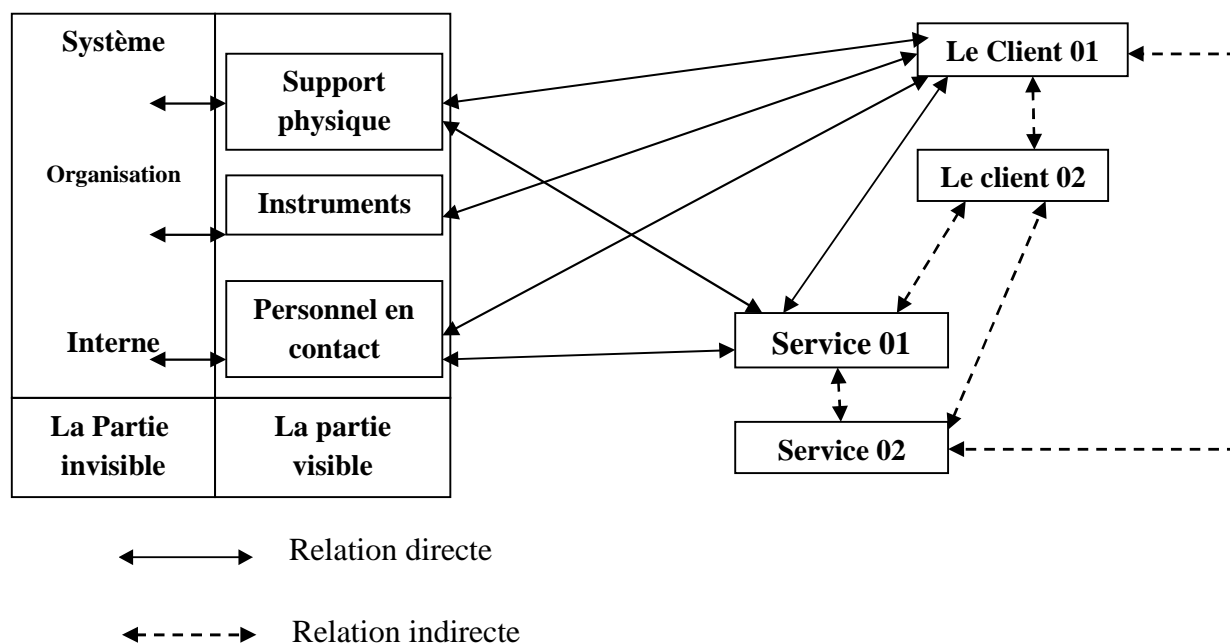 Système
Organisation
Interne
La Partie
invisible
Support
physique
Instruments
Personnel en
contact
La partie
visible
Le Client 01
Le client 02
Service 01
Service 02
Relation directe
Relation indirecte